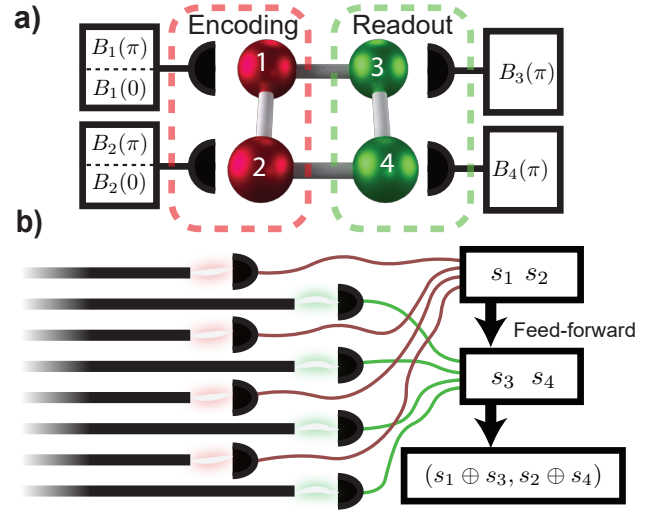 a)
Encoding Readout
B₁(π)
B₁(0)
1 3
B₃(π)
B₂(π)
B₂(0)
2 4
B₄(π)
b)
s₁ s₂
Feed-forward
s₃ s₄
(s₁ ⊕ s₃, s₂ ⊕ s₄)